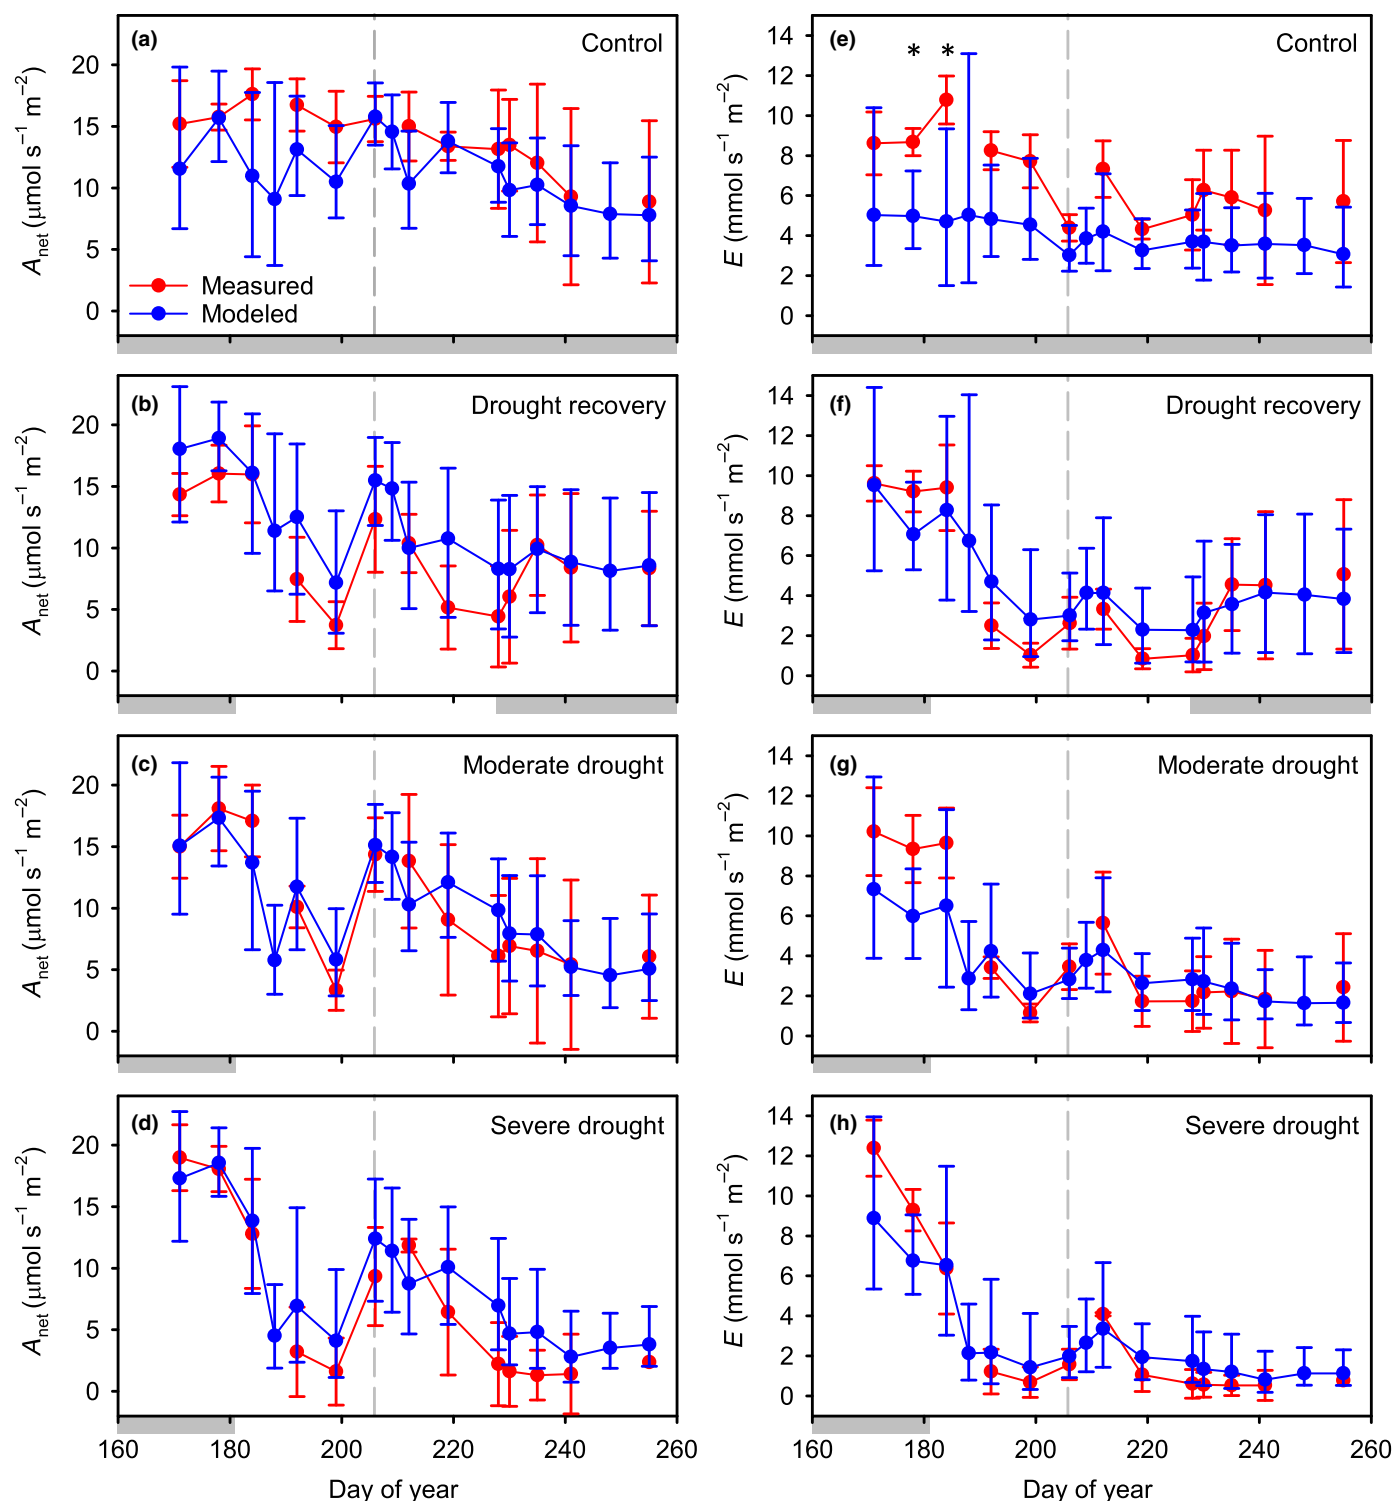 (a) Control
20
15
10
5
0
A_net (μmol s⁻¹ m⁻²)
Measured
Modeled
(e) Control
* *
14
12
10
8
6
4
2
0
E (mmol s⁻¹ m⁻²)
(b) Drought recovery
20
15
10
5
0
A_net (μmol s⁻¹ m⁻²)
(f) Drought recovery
14
12
10
8
6
4
2
0
E (mmol s⁻¹ m⁻²)
(c) Moderate drought
20
15
10
5
0
A_net (μmol s⁻¹ m⁻²)
(g) Moderate drought
14
12
10
8
6
4
2
0
E (mmol s⁻¹ m⁻²)
(d) Severe drought
20
15
10
5
0
A_net (μmol s⁻¹ m⁻²)
160 180 200 220 240 260
Day of year
(h) Severe drought
14
12
10
8
6
4
2
0
E (mmol s⁻¹ m⁻²)
160 180 200 220 240 260
Day of year